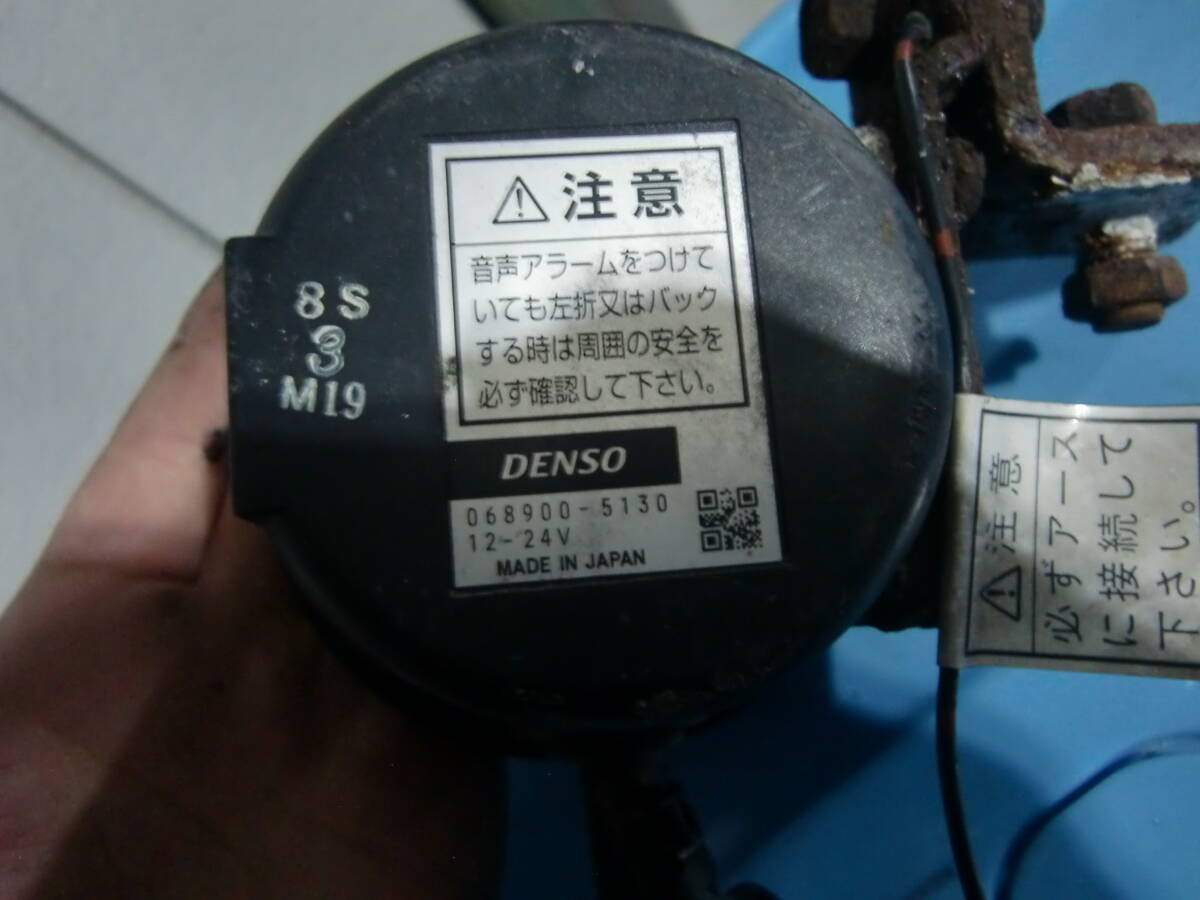 8S
3
M19
注意
音声アラームをつけて
いても左折又はバック
する時は周囲の安全を
必ず確認して下さい。
DENSO
068900-5130
12-24V
MADE IN JAPAN
注意
必ずアース
に接続して
下さい。